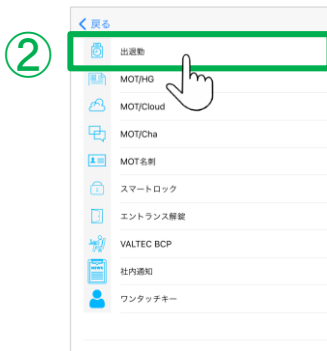 ②
戻る
出退勤
MOT/HG
MOT/Cloud
MOT/Cha
MOT名刺
スマートロック
エントランス解錠
VALTEC BCP
社内通知
ワンタッチキー